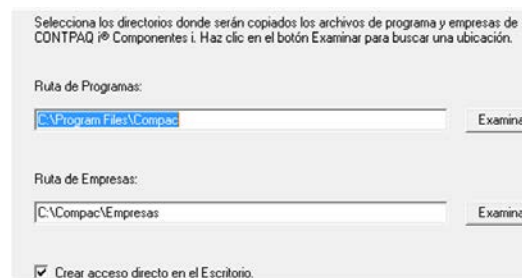 Selecciona los directorios donde serán copiados los archivos de programa y empresas de
CONTPAQ i® Componentes i. Haz clic en el botón Examinar para buscar una ubicación.
Ruta de Programas:
C:\Program Files\Compac
Examina
Ruta de Empresas:
C:\Compac\Empresas
Examina
Crear acceso directo en el Escritorio.